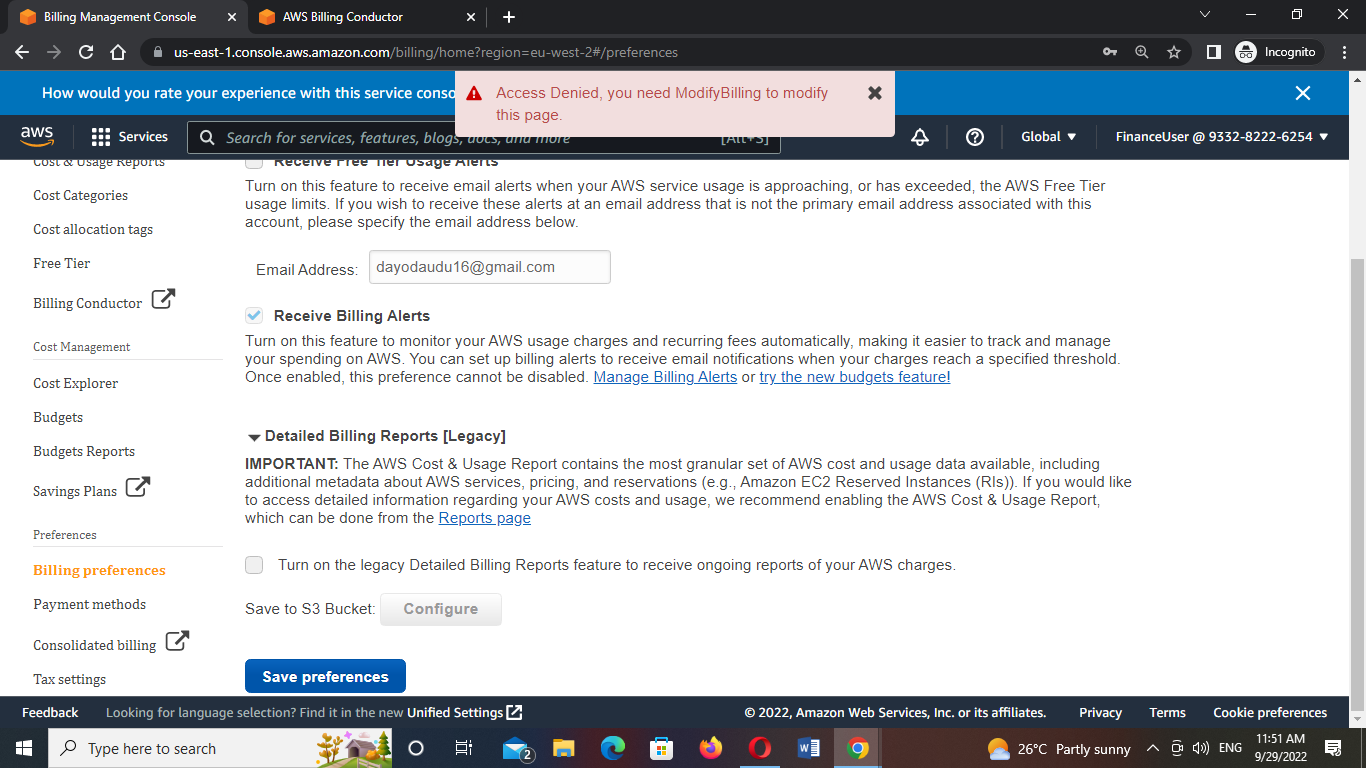 Billing Management Console
AWS Billing Conductor
us-east-1.console.aws.amazon.com/billing/home?region=eu-west-2#/preferences
Incognito
How would you rate your experience with this service conso
Access Denied, you need ModifyBilling to modify
this page.
aws
Services
Search for services, features, blogs, docs, and more
[Alt+S]
Global
FinanceUser @ 9332-8222-6254
Cost & Usage Reports
Cost Categories
Cost allocation tags
Free Tier
Billing Conductor
Cost Management
Cost Explorer
Budgets
Budgets Reports
Savings Plans
Preferences
Billing preferences
Payment methods
Consolidated billing
Tax settings
Receive Free Tier Usage Alerts
Turn on this feature to receive email alerts when your AWS service usage is approaching, or has exceeded, the AWS Free Tier
usage limits. If you wish to receive these alerts at an email address that is not the primary email address associated with this
account, please specify the email address below.
Email Address:
dayodaudu16@gmail.com
Receive Billing Alerts
Turn on this feature to monitor your AWS usage charges and recurring fees automatically, making it easier to track and manage
your spending on AWS. You can set up billing alerts to receive email notifications when your charges reach a specified threshold.
Once enabled, this preference cannot be disabled. Manage Billing Alerts or try the new budgets feature!
Detailed Billing Reports [Legacy]
IMPORTANT: The AWS Cost & Usage Report contains the most granular set of AWS cost and usage data available, including
additional metadata about AWS services, pricing, and reservations (e.g., Amazon EC2 Reserved Instances (RIs)). If you would like
to access detailed information regarding your AWS costs and usage, we recommend enabling the AWS Cost & Usage Report,
which can be done from the Reports page
Turn on the legacy Detailed Billing Reports feature to receive ongoing reports of your AWS charges.
Save to S3 Bucket:
Configure
Save preferences
Feedback
Looking for language selection? Find it in the new Unified Settings
© 2022, Amazon Web Services, Inc. or its affiliates.
Privacy
Terms
Cookie preferences
Type here to search
2
26°C Partly sunny
ENG
11:51 AM
9/29/2022